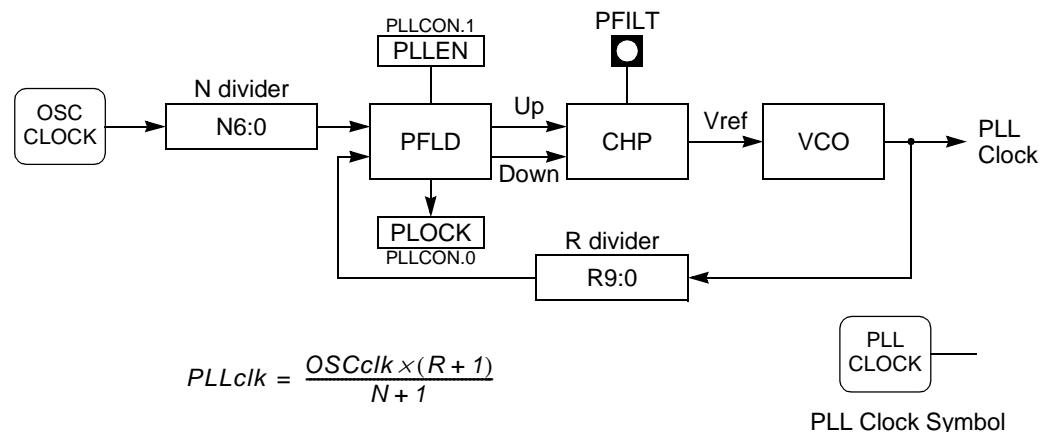 PLLCON.1
PLLEN
PFILT
N divider
OSC
CLOCK
N6:0
PFLD
Up
Down
CHP
Vref
VCO
PLL
Clock
PLOCK
PLLCON.0
R divider
R9:0
PLLclk = OSCclk × (R + 1)
N + 1
PLL
CLOCK
PLL Clock Symbol